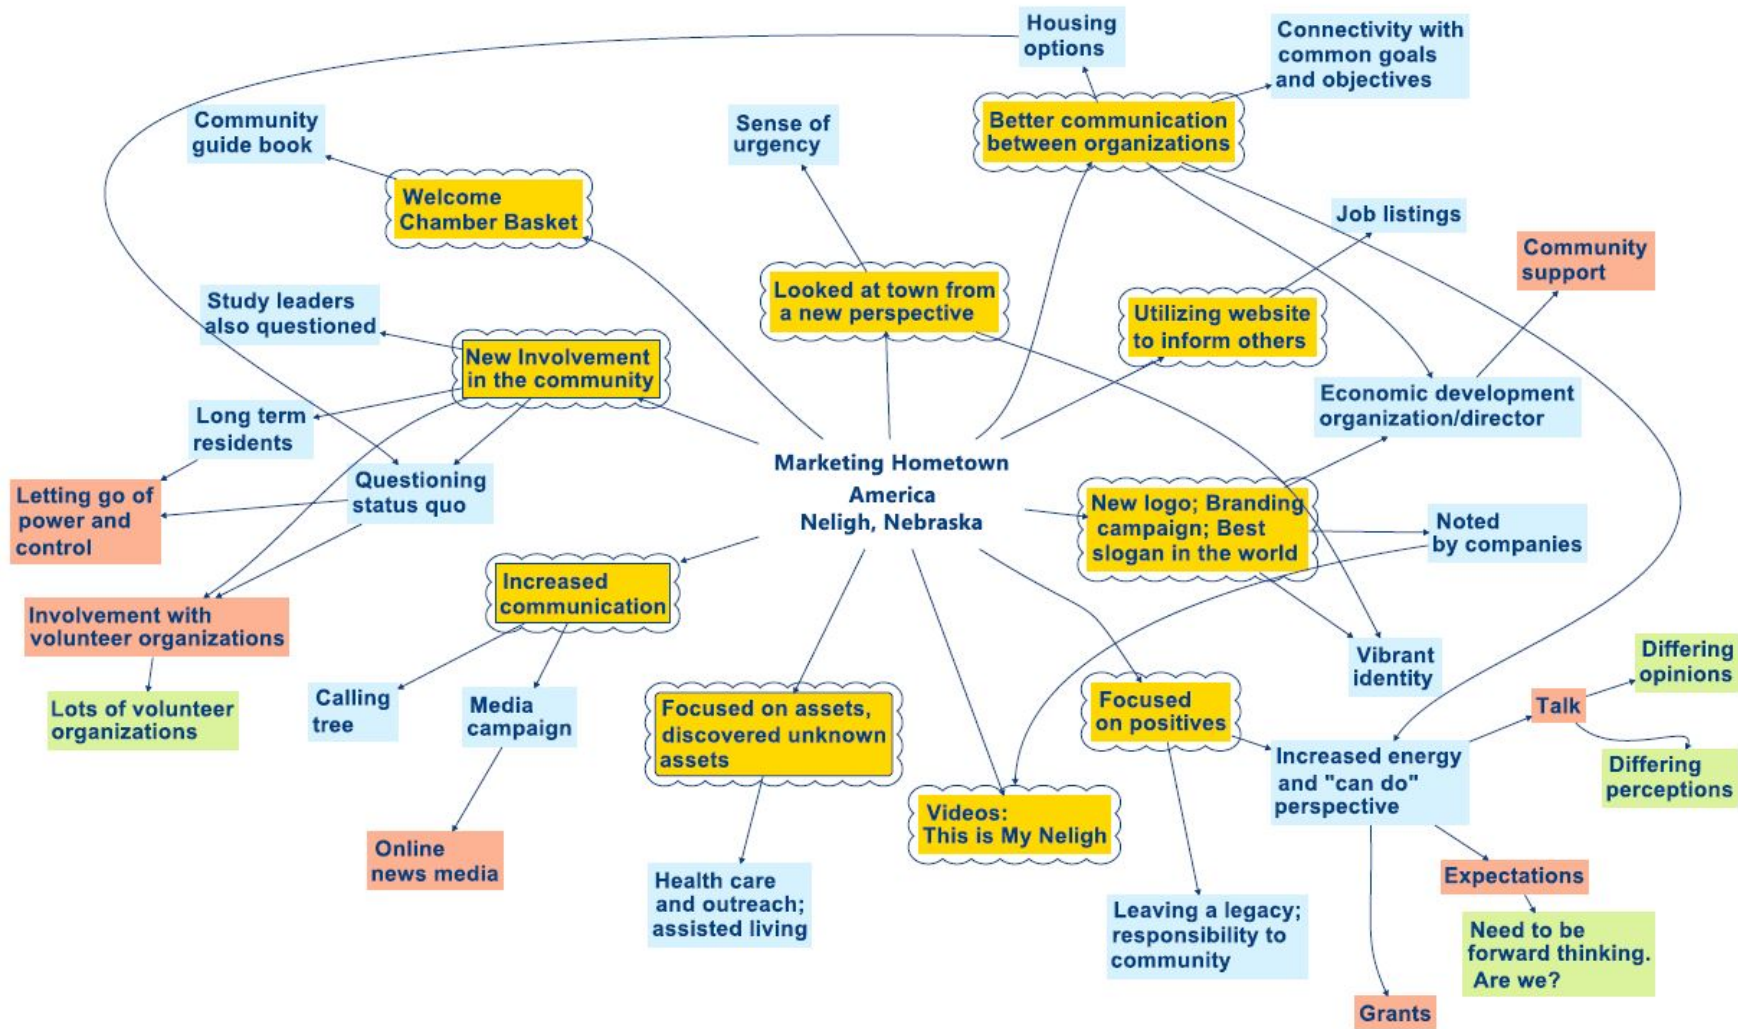 Housing
options
Connectivity with
common goals
and objectives
Community
guide book
Sense of
urgency
Better communication
between organizations
Welcome
Chamber Basket
Job listings
Community
support
Looked at town from
a new perspective
Utilizing website
to inform others
Study leaders
also questioned
New Involvement
in the community
Economic development
organization/director
Long term
residents
Marketing Hometown
America
Neligh, Nebraska
Questioning
status quo
Letting go of
power and
control
New logo; Branding
campaign; Best
slogan in the world
Noted
by companies
Increased
communication
Involvement with
volunteer organizations
Vibrant
identity
Differing
opinions
Lots of volunteer
organizations
Calling
tree
Media
campaign
Focused on assets,
discovered unknown
assets
Focused
on positives
Talk
Increased energy
and "can do"
perspective
Differing
perceptions
Videos:
This is My Neligh
Online
news media
Health care
and outreach;
assisted living
Expectations
Leaving a legacy;
responsibility to
community
Need to be
forward thinking.
Are we?
Grants